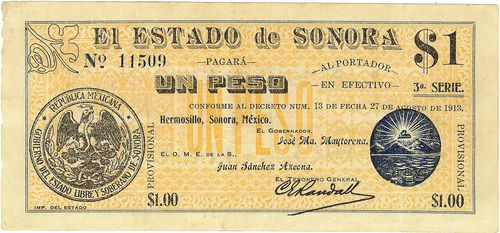 El ESTADO de SONORA
$1
Nº 11509
PAGARÁ
AL PORTADOR
UN PESO
EN EFECTIVO
3ª SERIE.
CONFORME AL DECRETO NUM. 13 DE FECHA 27 DE AGOSTO DE 1913.
Hermosillo, Sonora, México.
EL GOBERNADOR,
José Ma. Maytorena.
EL O. M. E. DE LA S.,
Juan Sánchez Azcona.
EL TESORERO GENERAL,
REPUBLICA MEXICANA
GOBIERNO DEL ESTADO LIBRE Y SOBERANO DE SONORA
PROVISIONAL
PROVISIONAL
UN PESO
$1.00
$1.00
IMP. DEL ESTADO